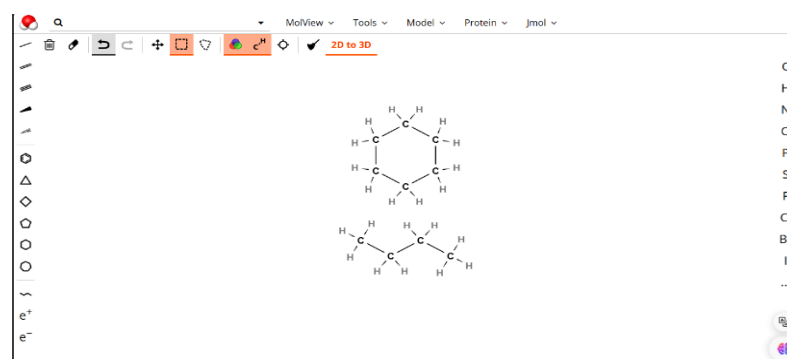 MolView Tools Model Protein Jmol
C H 2D to 3D
H
N
P
S
B
I
...
e+
e−
H H
H C H
H C C H
H C C H
H C H
H H
H H H
H C C H
H C C H
H H H H